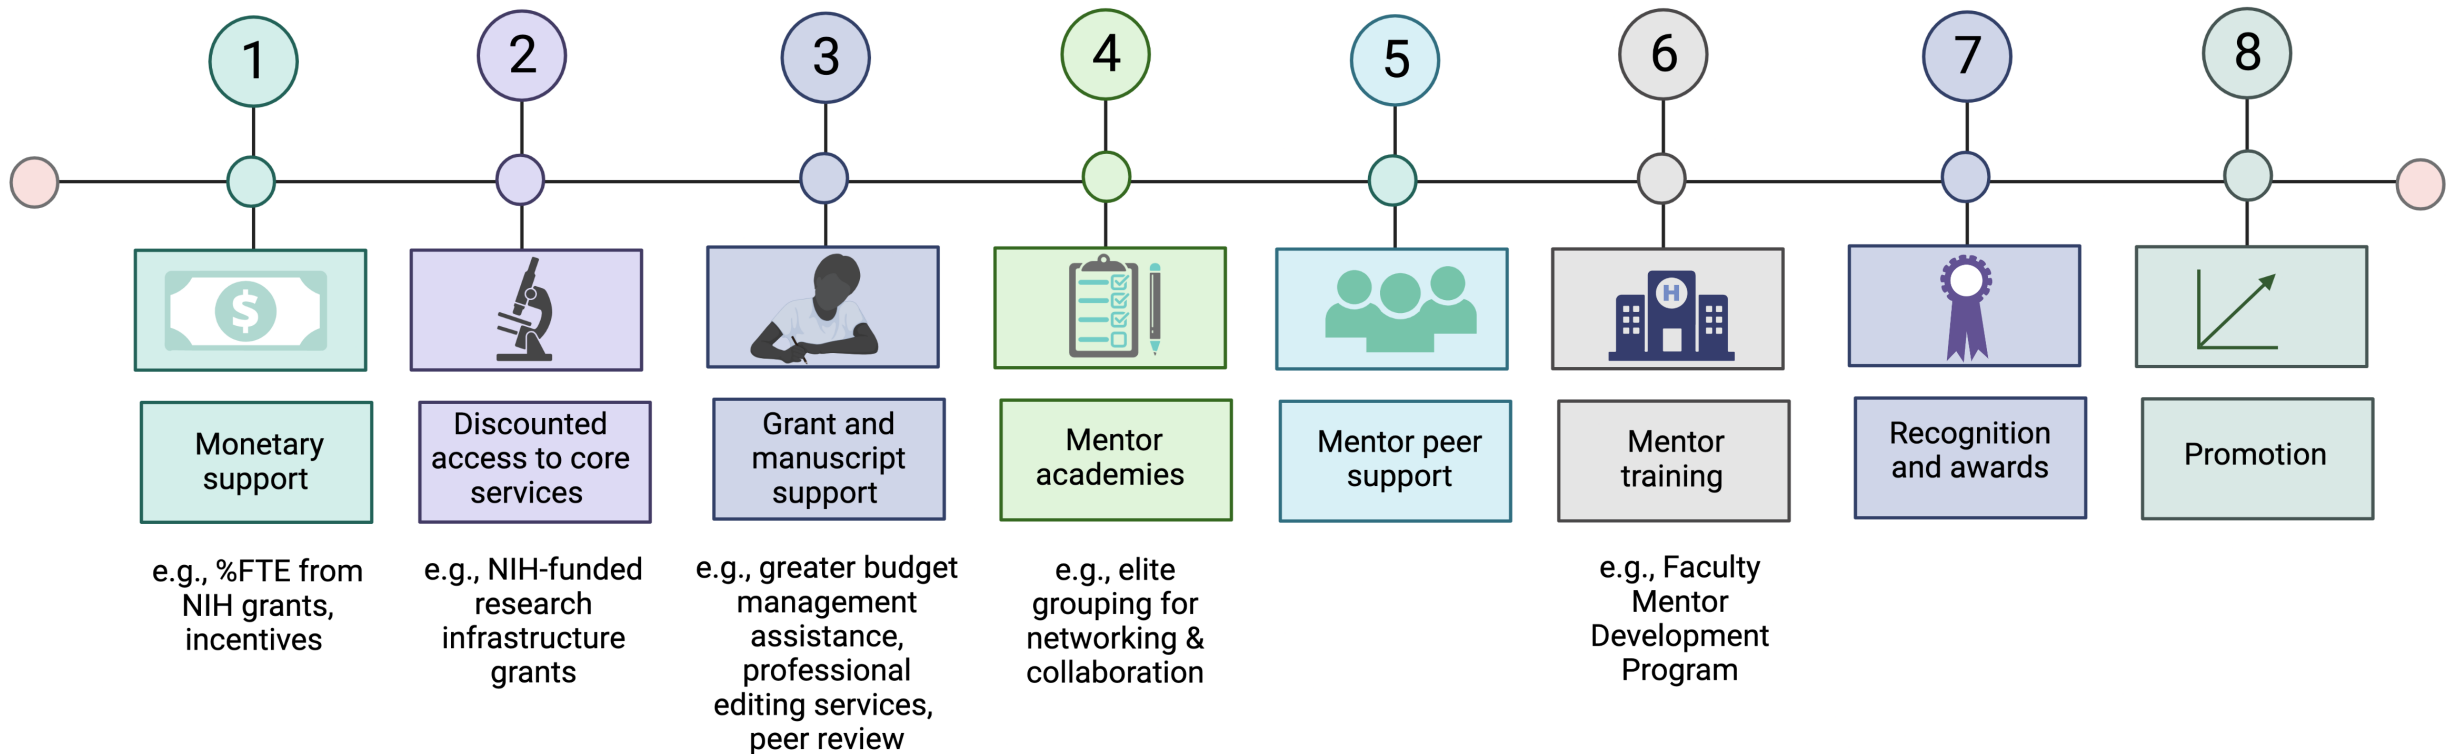 1
2
3
4
5
6
7
8
$
H
Monetary
support
Discounted
access to core
services
Grant and
manuscript
support
Mentor
academies
Mentor peer
support
Mentor
training
Recognition
and awards
Promotion
e.g., %FTE from
NIH grants,
incentives
e.g., NIH-funded
research
infrastructure
grants
e.g., greater budget
management
assistance,
professional
editing services,
peer review
e.g., elite
grouping for
networking &
collaboration
e.g., Faculty
Mentor
Development
Program